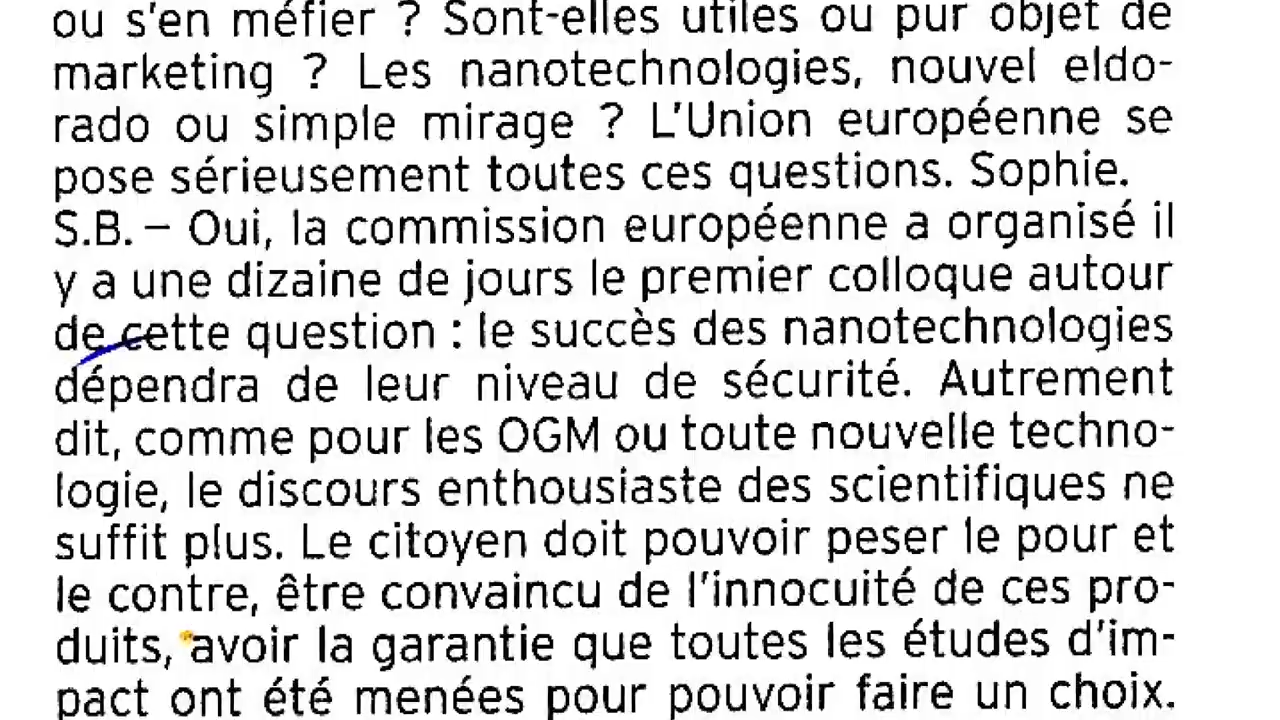 ou s'en méfier ? Sont-elles utiles ou pur objet de
marketing ? Les nanotechnologies, nouvel eldo-
rado ou simple mirage ? L'Union européenne se
pose sérieusement toutes ces questions. Sophie.
S.B. – Oui, la commission européenne a organisé il
y a une dizaine de jours le premier colloque autour
de cette question : le succès des nanotechnologies
dépendra de leur niveau de sécurité. Autrement
dit, comme pour les OGM ou toute nouvelle techno-
logie, le discours enthousiaste des scientifiques ne
suffit plus. Le citoyen doit pouvoir peser le pour et
le contre, être convaincu de l'innocuité de ces pro-
duits, avoir la garantie que toutes les études d'im-
pact ont été menées pour pouvoir faire un choix.